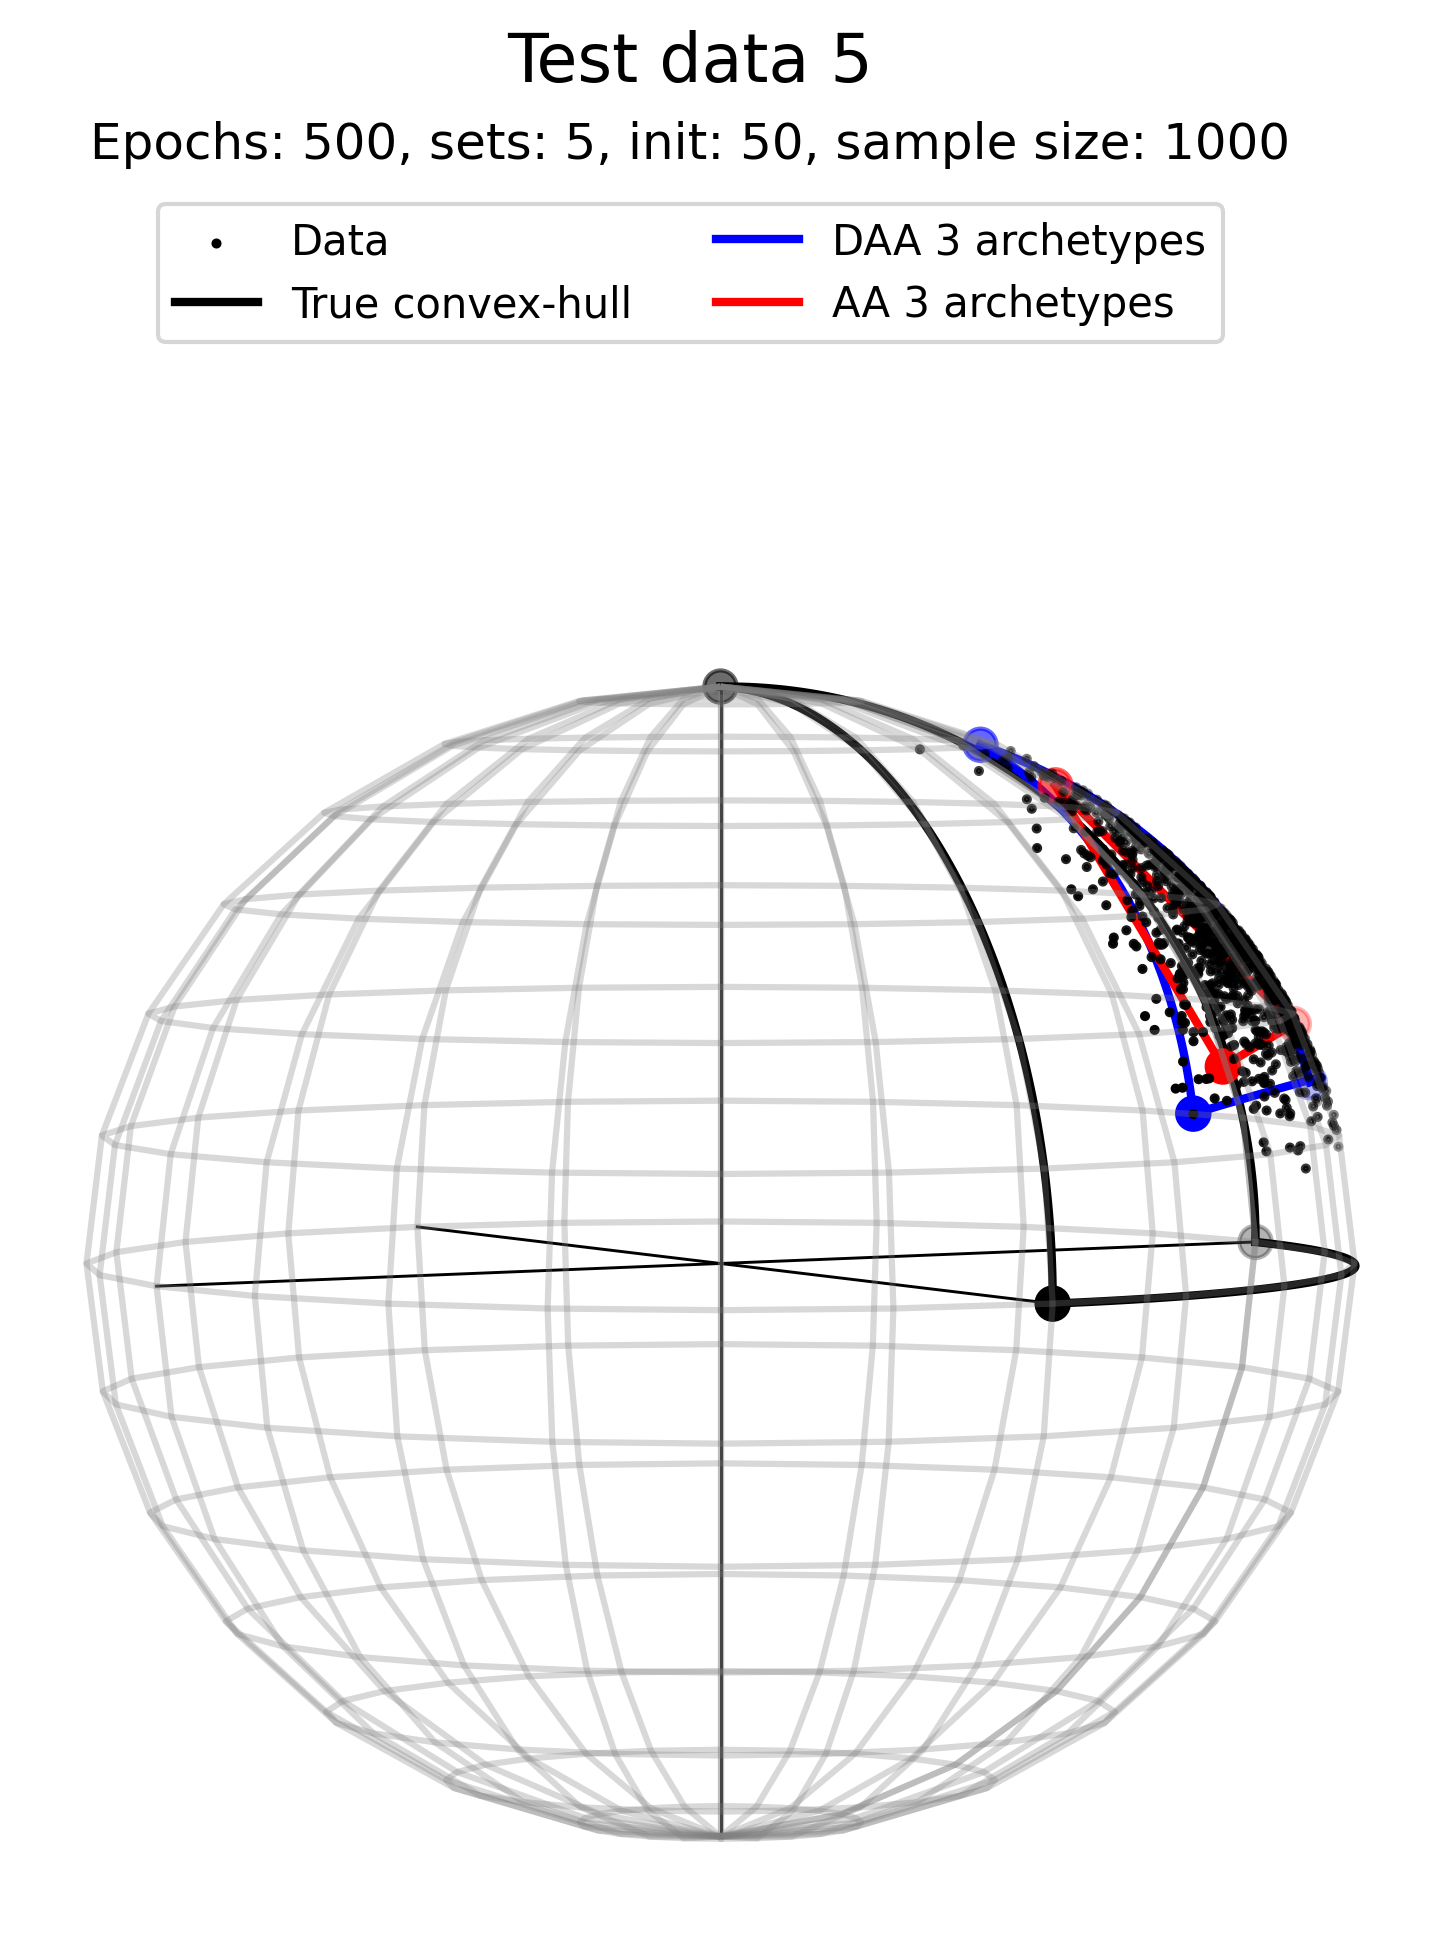 Test data 5
Epochs: 500, sets: 5, init: 50, sample size: 1000
Data
True convex-hull
DAA 3 archetypes
AA 3 archetypes